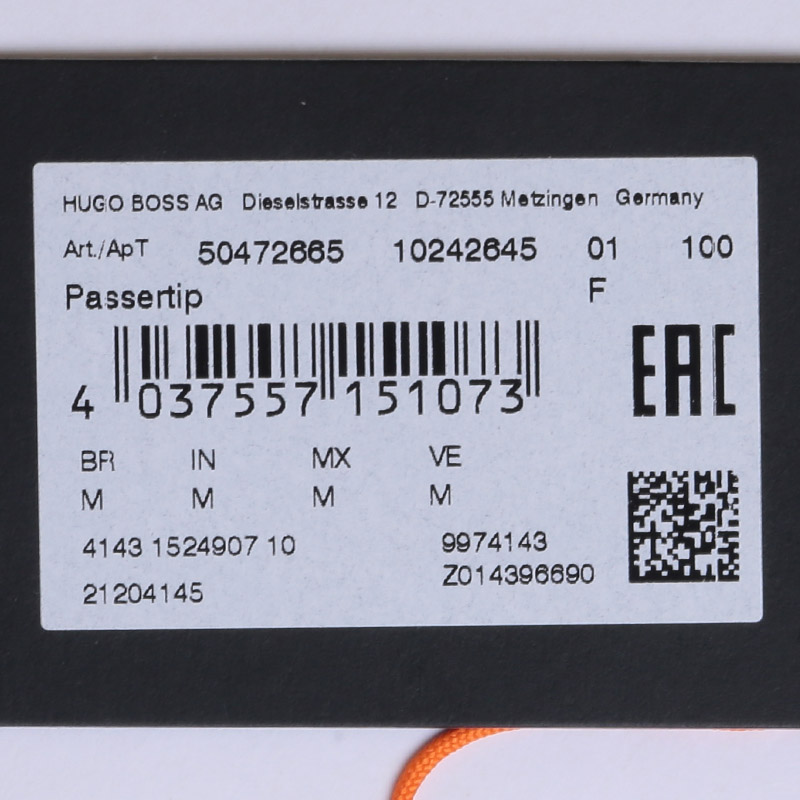 HUGO BOSS AG Dieselstrasse 12 D-72555 Metzingen Germany
Art./ApT 50472665 10242645 01 100
Passertip F
4 037557 151073
EAC
BR IN MX VE
M M M M
4143 1524907 10 9974143
Z014396690
21204145